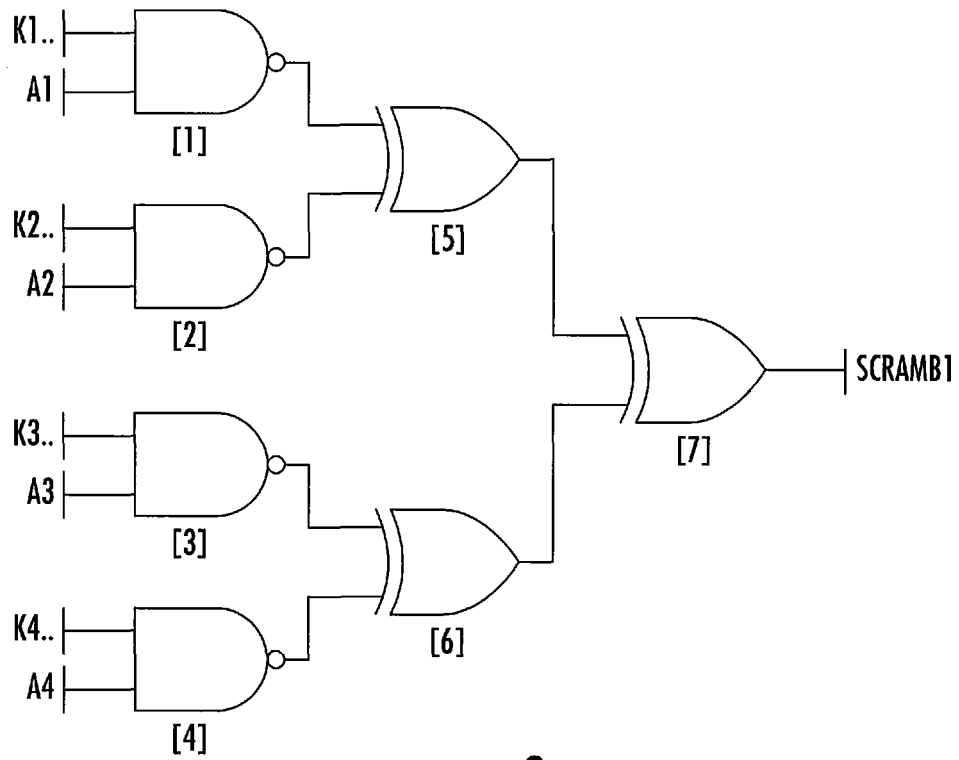 K1..
A1
[1]
K2..
A2
[2]
[5]
K3..
A3
[3]
K4..
A4
[4]
[6]
[7]
SCRAMB1